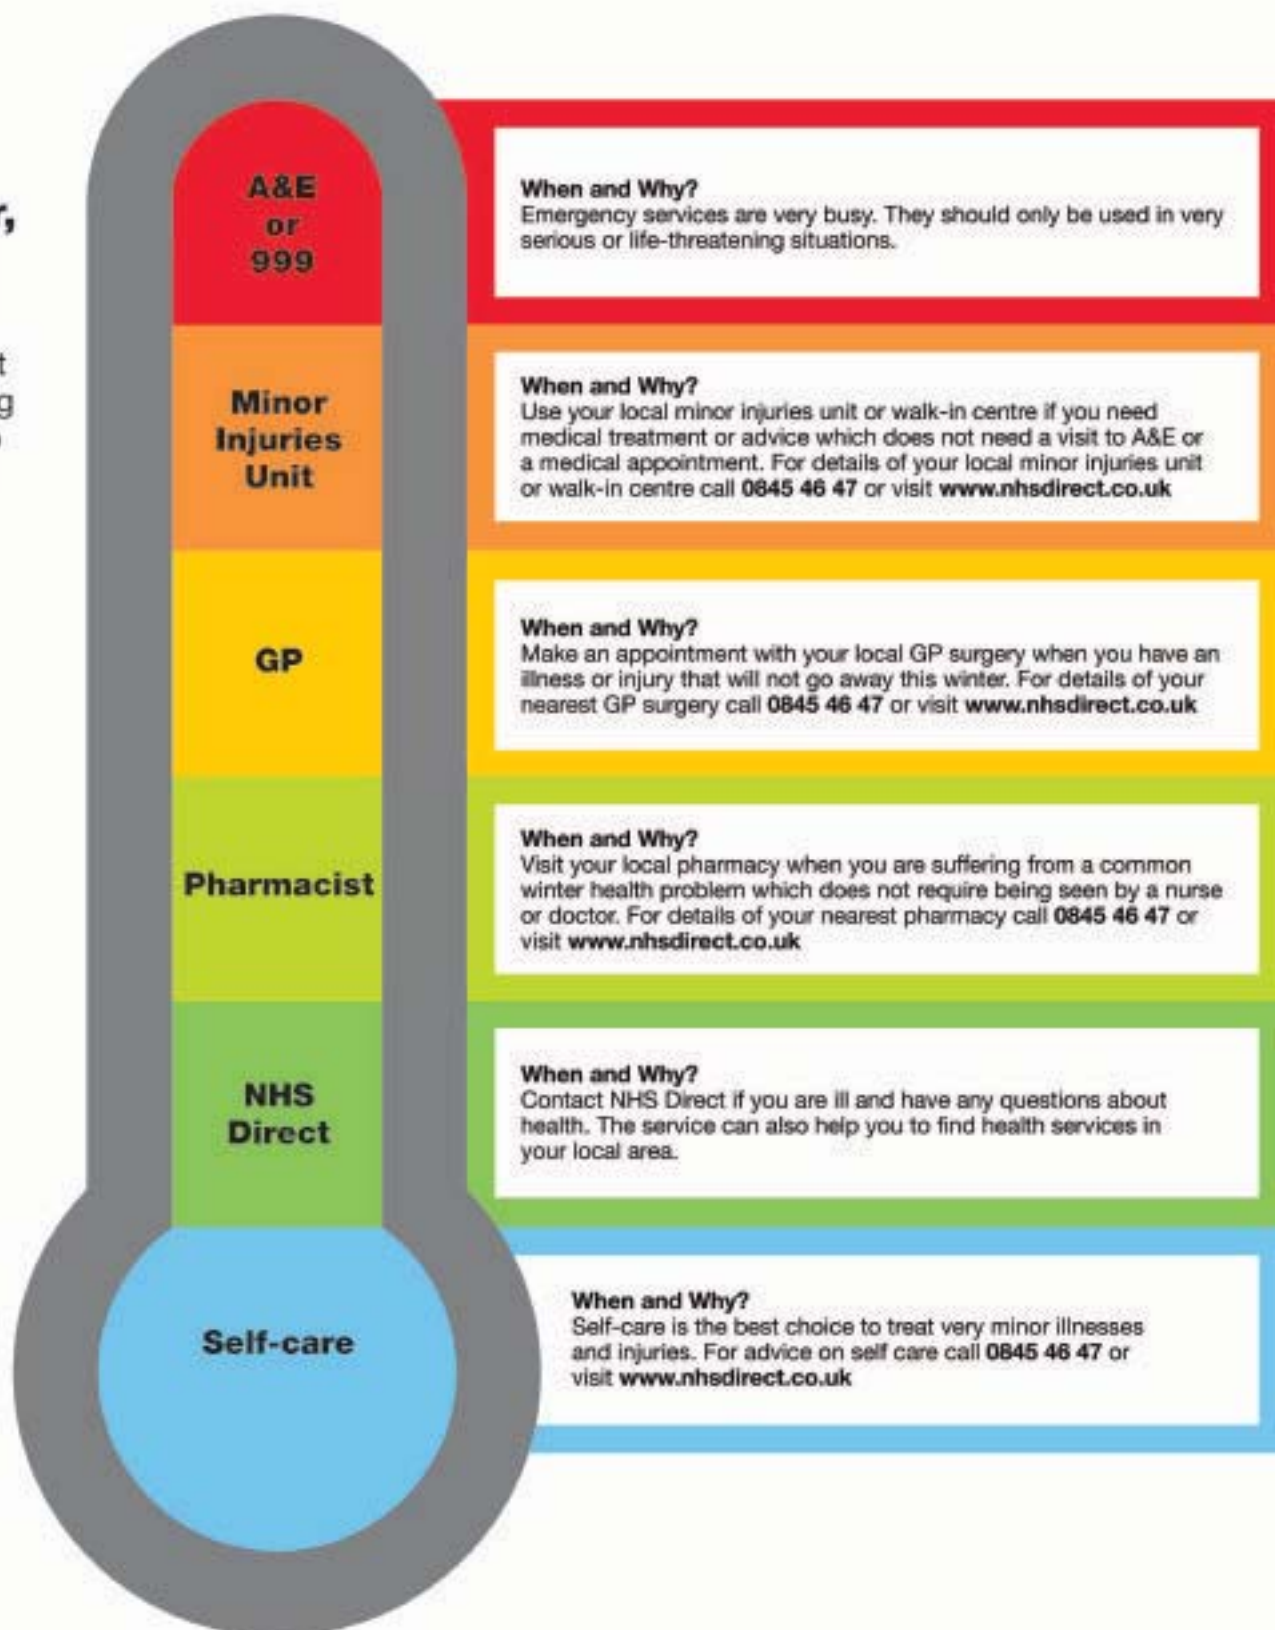 r,
t
g
A&E
or
999
When and Why?
Emergency services are very busy. They should only be used in very
serious or life-threatening situations.
Minor
Injuries
Unit
When and Why?
Use your local minor injuries unit or walk-in centre if you need
medical treatment or advice which does not need a visit to A&E or
a medical appointment. For details of your local minor injuries unit
or walk-in centre call 0845 46 47 or visit www.nhsdirect.co.uk
GP
When and Why?
Make an appointment with your local GP surgery when you have an
illness or injury that will not go away this winter. For details of your
nearest GP surgery call 0845 46 47 or visit www.nhsdirect.co.uk
Pharmacist
When and Why?
Visit your local pharmacy when you are suffering from a common
winter health problem which does not require being seen by a nurse
or doctor. For details of your nearest pharmacy call 0845 46 47 or
visit www.nhsdirect.co.uk
NHS
Direct
When and Why?
Contact NHS Direct if you are ill and have any questions about
health. The service can also help you to find health services in
your local area.
Self-care
When and Why?
Self-care is the best choice to treat very minor illnesses
and injuries. For advice on self care call 0845 46 47 or
visit www.nhsdirect.co.uk